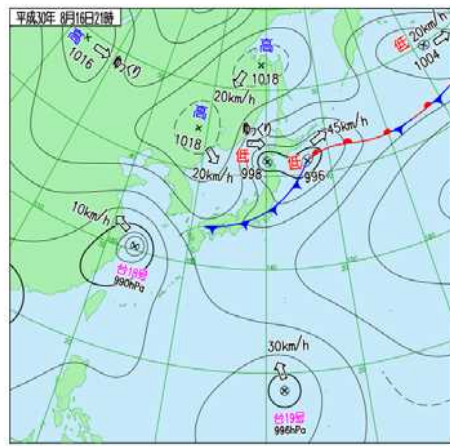 平成30年 8月16日21時
高
1016
ゆっくり
高
1018
20km/h
低
20km/h
1004
高
1018
20km/h
ゆっくり
低
998
低
996
45km/h
10km/h
台18号
990hPa
30km/h
台19号
996hPa